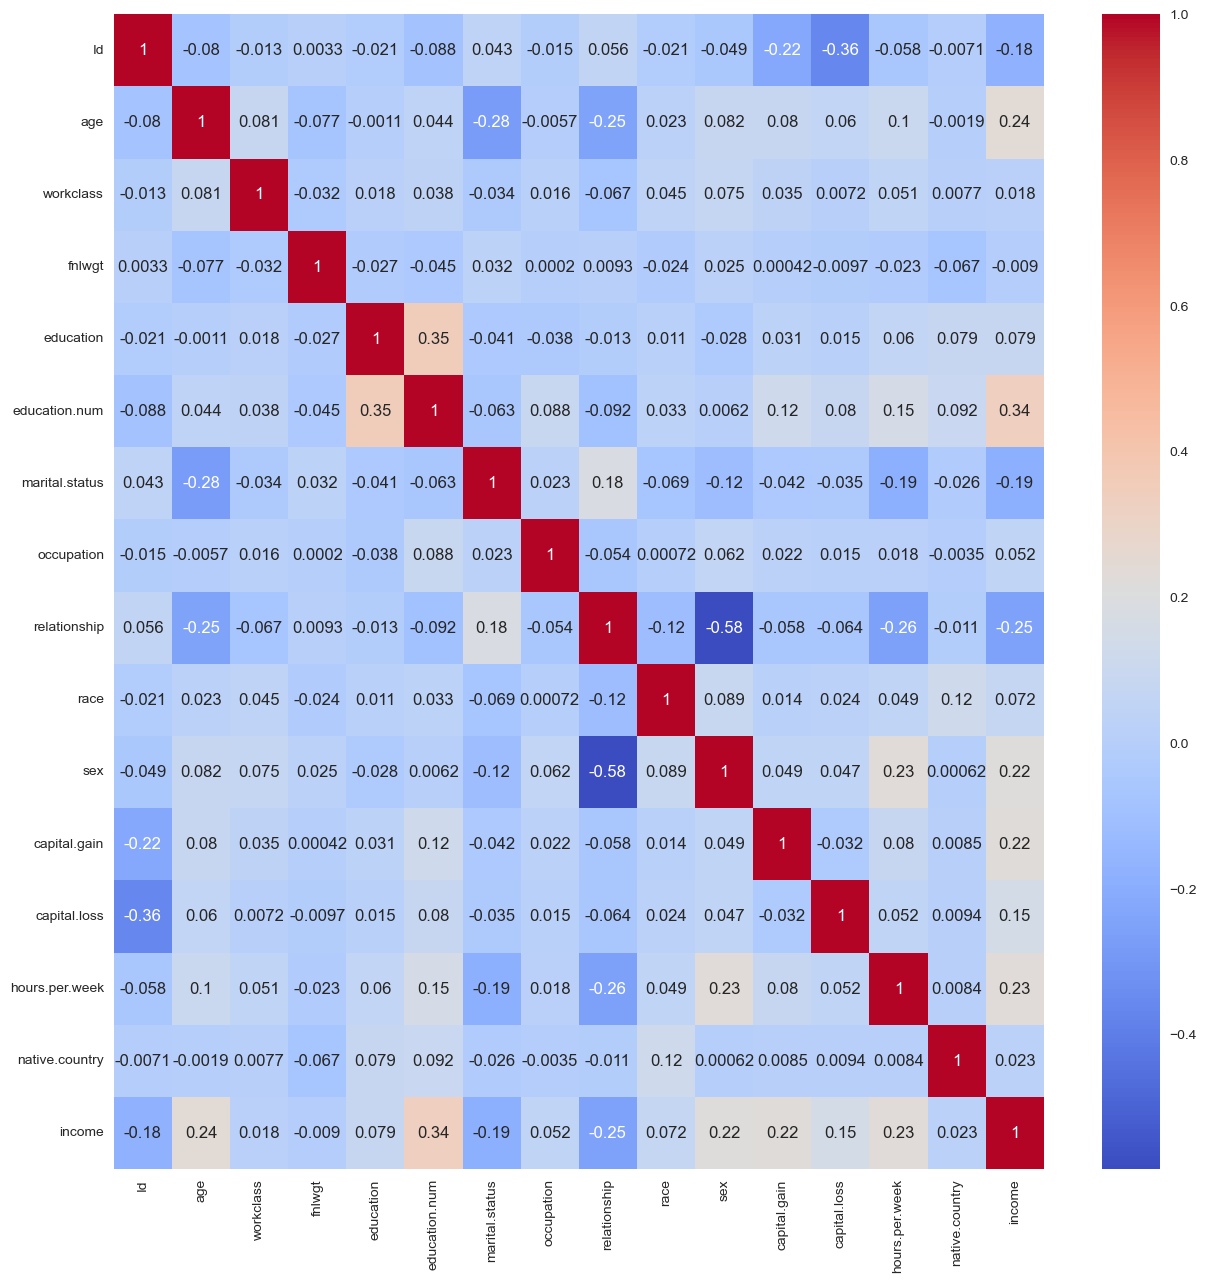 Id 1 -0.08 -0.013 0.0033 -0.021 -0.088 0.043 -0.015 0.056 -0.021 -0.049 -0.22 -0.36 -0.058 -0.0071 -0.18
age -0.08 1 0.081 -0.077 -0.0011 0.044 -0.28 -0.0057 -0.25 0.023 0.082 0.08 0.06 0.1 -0.0019 0.24
workclass -0.013 0.081 1 -0.032 0.018 0.038 -0.034 0.016 -0.067 0.045 0.075 0.035 0.0072 0.051 0.0077 0.018
fnlwgt 0.0033 -0.077 -0.032 1 -0.027 -0.045 0.032 0.0002 0.0093 -0.024 0.025 0.00042 -0.0097 -0.023 -0.067 -0.009
education -0.021 -0.0011 0.018 -0.027 1 0.35 -0.041 -0.038 -0.013 0.011 -0.028 0.031 0.015 0.06 0.079 0.079
education.num -0.088 0.044 0.038 -0.045 0.35 1 -0.063 0.088 -0.092 0.033 0.0062 0.12 0.08 0.15 0.092 0.34
marital.status 0.043 -0.28 -0.034 0.032 -0.041 -0.063 1 0.023 0.18 -0.069 -0.12 -0.042 -0.035 -0.19 -0.026 -0.19
occupation -0.015 -0.0057 0.016 0.0002 -0.038 0.088 0.023 1 -0.054 0.00072 0.062 0.022 0.015 0.018 -0.0035 0.052
relationship 0.056 -0.25 -0.067 0.0093 -0.013 -0.092 0.18 -0.054 1 -0.12 -0.58 -0.058 -0.064 -0.26 -0.011 -0.25
race -0.021 0.023 0.045 -0.024 0.011 0.033 -0.069 0.00072 -0.12 1 0.089 0.014 0.024 0.049 0.12 0.072
sex -0.049 0.082 0.075 0.025 -0.028 0.0062 -0.12 0.062 -0.58 0.089 1 0.049 0.047 0.23 0.00062 0.22
capital.gain -0.22 0.08 0.035 0.00042 0.031 0.12 -0.042 0.022 -0.058 0.014 0.049 1 -0.032 0.08 0.0085 0.22
capital.loss -0.36 0.06 0.0072 -0.0097 0.015 0.08 -0.035 0.015 -0.064 0.024 0.047 -0.032 1 0.052 0.0094 0.15
hours.per.week -0.058 0.1 0.051 -0.023 0.06 0.15 -0.19 0.018 -0.26 0.049 0.23 0.08 0.052 1 0.0084 0.23
native.country -0.0071 -0.0019 0.0077 -0.067 0.079 0.092 -0.026 -0.0035 -0.011 0.12 0.00062 0.0085 0.0094 0.0084 1 0.023
income -0.18 0.24 0.018 -0.009 0.079 0.34 -0.19 0.052 -0.25 0.072 0.22 0.22 0.15 0.23 0.023 1
Id age workclass fnlwgt education education.num marital.status occupation relationship race sex capital.gain capital.loss hours.per.week native.country income
1.0
0.8
0.6
0.4
0.2
0.0
−0.2
−0.4